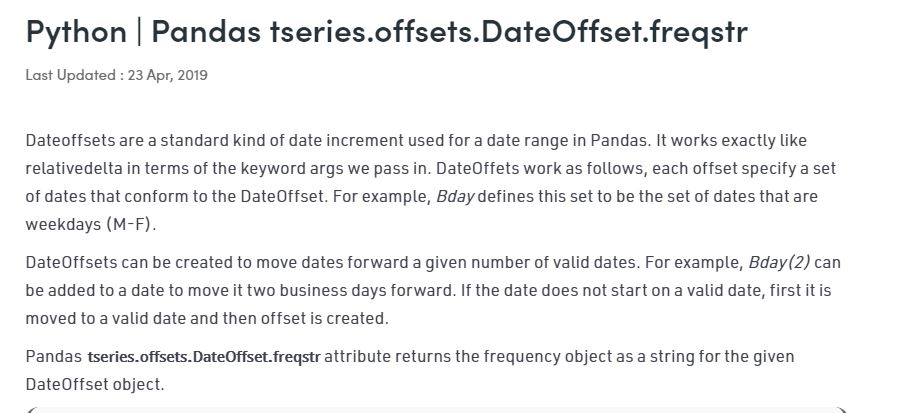 Python | Pandas tseries.offsets.DateOffset.freqstr
Last Updated : 23 Apr, 2019
Dateoffsets are a standard kind of date increment used for a date range in Pandas. It works exactly like
relativedelta in terms of the keyword args we pass in. DateOffets work as follows, each offset specify a set
of dates that conform to the DateOffset. For example, Bday defines this set to be the set of dates that are
weekdays (M-F).
DateOffsets can be created to move dates forward a given number of valid dates. For example, Bday(2) can
be added to a date to move it two business days forward. If the date does not start on a valid date, first it is
moved to a valid date and then offset is created.
Pandas tseries.offsets.DateOffset.freqstr attribute returns the frequency object as a string for the given
DateOffset object.